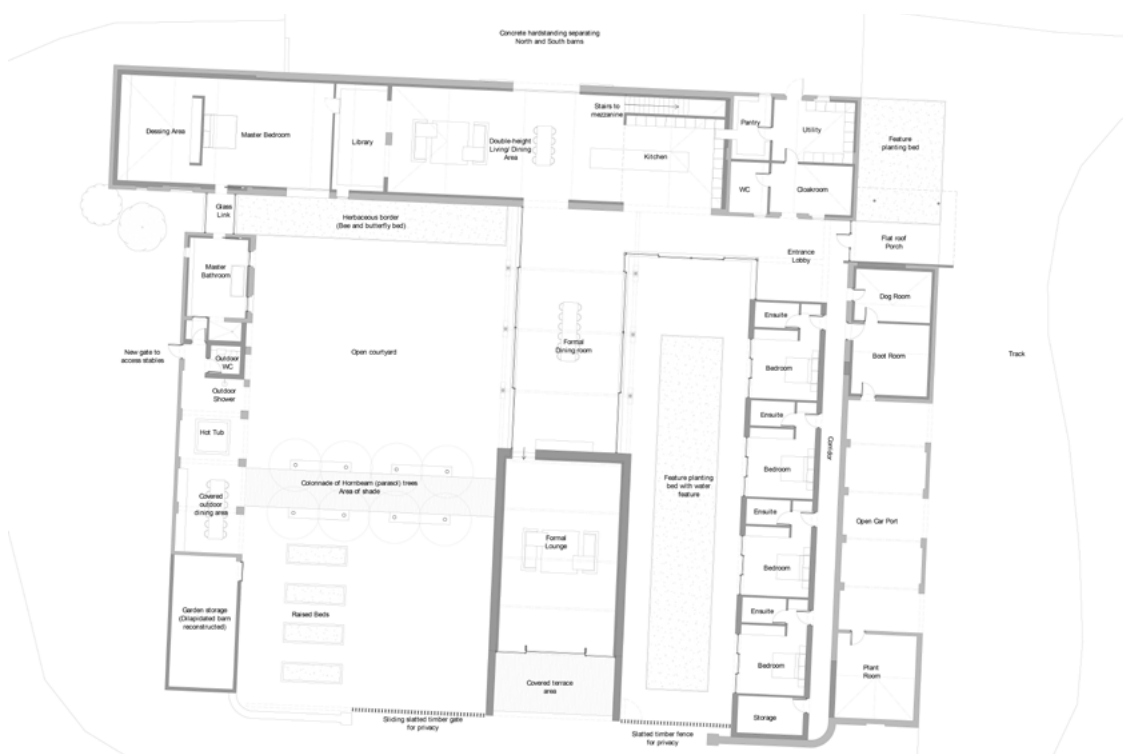 Concrete hardstanding separating
North and South barns
Stairs to
mezzanine
Pantry
Utility
Dessing Area
Master Bedroom
Library
Double-height
Living/ Dining
Area
Kitchen
Feature
planting bed
WC
Cloakroom
Glass
Link
Herbaceous border
(Bee and butterfly bed)
Flat roof
Porch
Entrance
Lobby
Master
Bathroom
Dog Room
Ensuite
New gate to
access stables
Open courtyard
Formal
Dining room
Boot Room
Track
Outdoor
WC
Bedroom
Outdoor
Shower
Ensuite
Hot Tub
Corridor
Bedroom
Colonnade of Hornbeam (parasol) trees
Area of shade
Feature planting
bed with water
feature
Covered
outdoor
dining area
Ensuite
Open Car Port
Formal
Lounge
Bedroom
Garden storage
(Dilapidated barn
reconstructed)
Raised Beds
Ensuite
Bedroom
Plant
Room
Covered terrace
area
Storage
Sliding slatted timber gate
for privacy
Slatted timber fence
for privacy